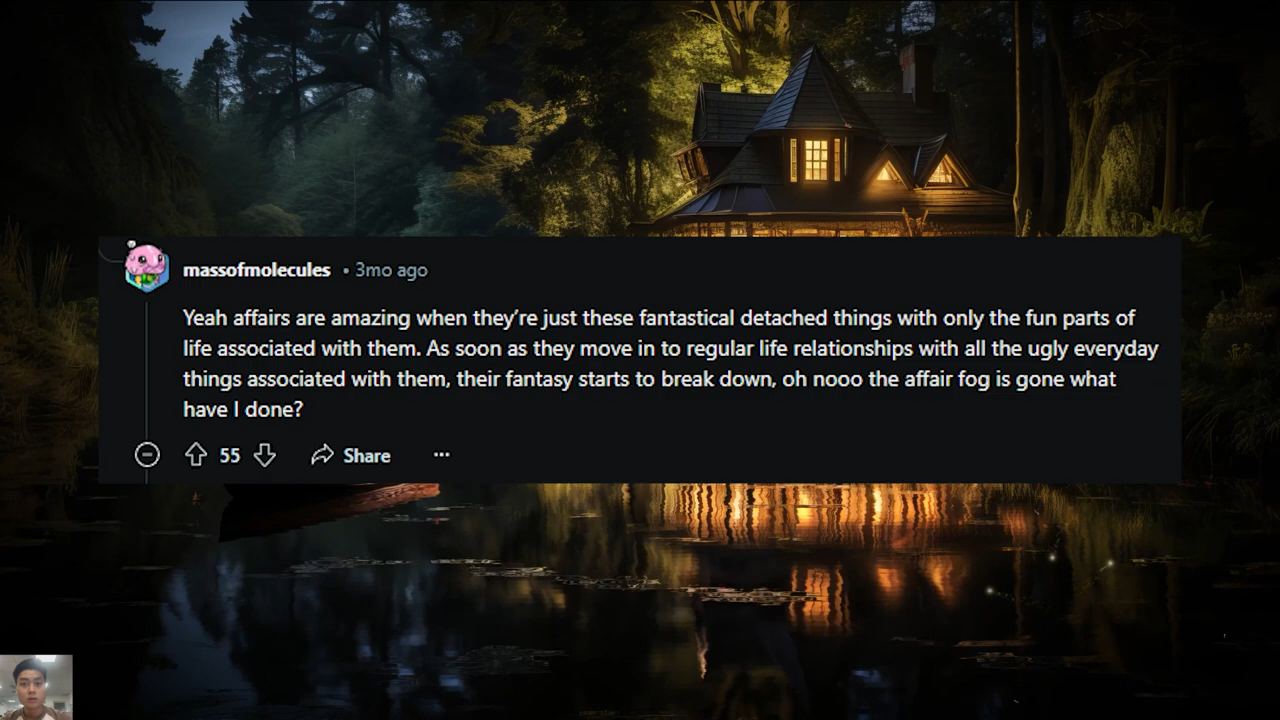 massofmolecules • 3mo ago
Yeah affairs are amazing when they’re just these fantastical detached things with only the fun parts of
life associated with them. As soon as they move in to regular life relationships with all the ugly everyday
things associated with them, their fantasy starts to break down, oh nooo the affair fog is gone what
have I done?
55 Share ···